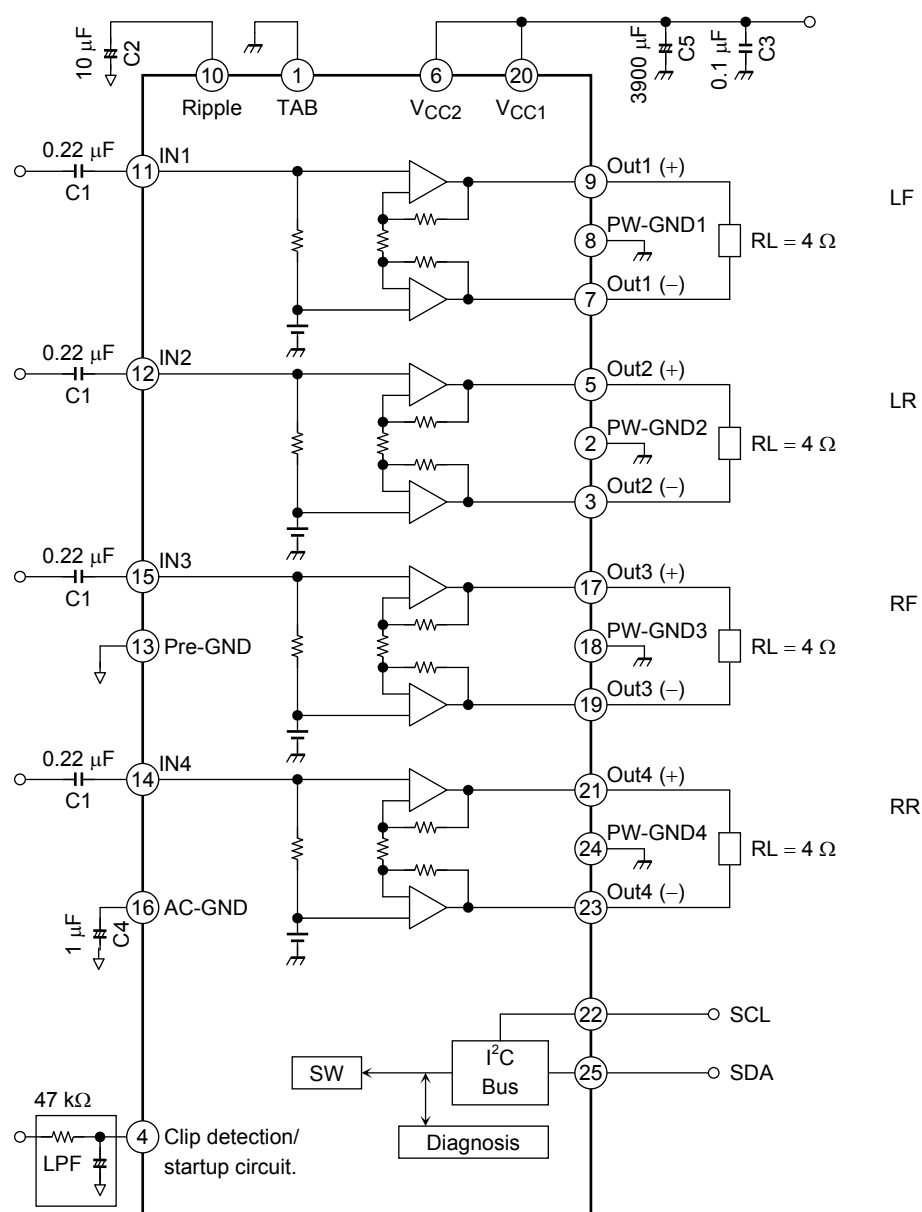 10 µF
C2
3900 µF
C5
0.1 µF
C3
10
1
6
20
Ripple
TAB
VCC2
VCC1
0.22 µF
C1
11
IN1
9
Out1 (+)
8
PW-GND1
7
Out1 (−)
RL = 4 Ω
LF
0.22 µF
C1
12
IN2
5
Out2 (+)
2
PW-GND2
3
Out2 (−)
RL = 4 Ω
LR
0.22 µF
C1
15
IN3
13
Pre-GND
17
Out3 (+)
18
PW-GND3
19
Out3 (−)
RL = 4 Ω
RF
0.22 µF
C1
14
IN4
16
AC-GND
1 µF
C4
21
Out4 (+)
24
PW-GND4
23
Out4 (−)
RL = 4 Ω
RR
22
SCL
I²C
Bus
25
SDA
SW
Diagnosis
47 kΩ
LPF
4
Clip detection/
startup circuit.